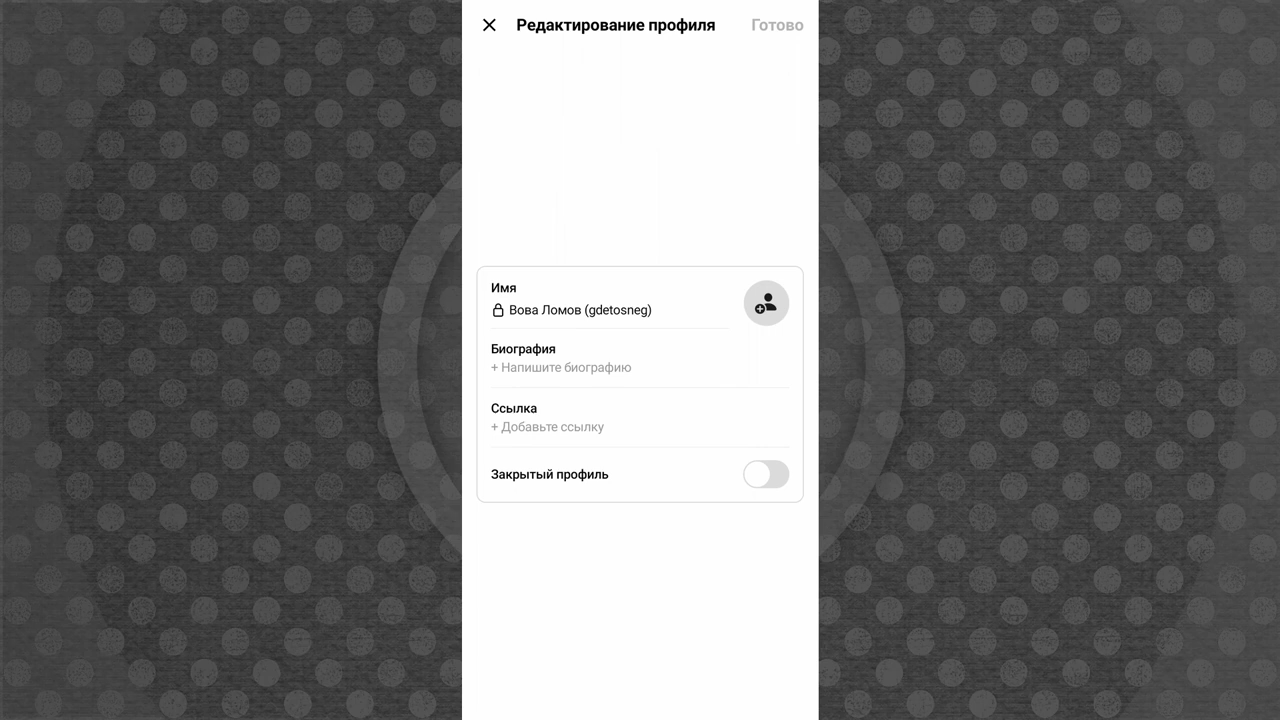 Редактирование профиля
Готово
Имя
Вова Ломов (gdetosneg)
Биография
+ Напишите биографию
Ссылка
+ Добавьте ссылку
Закрытый профиль